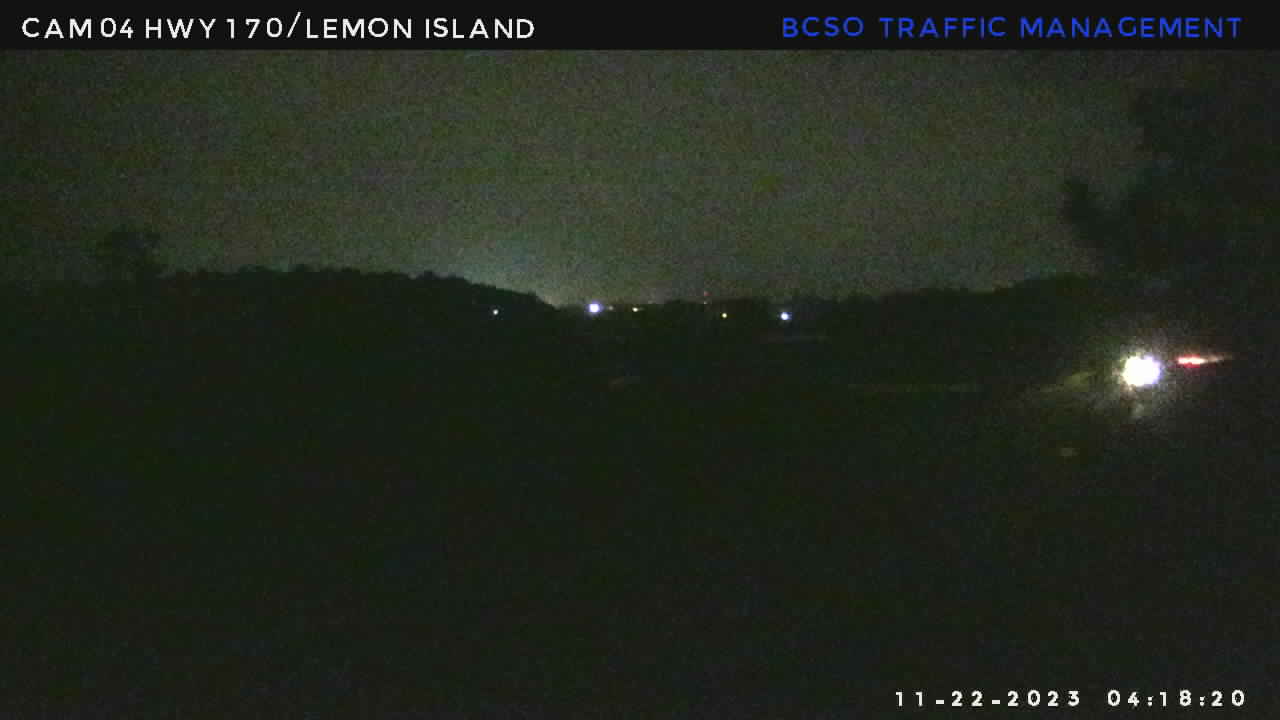 CAM 04 HWY 170/LEMON ISLAND
BCSO TRAFFIC MANAGEMENT
11-22-2023 04:18:20